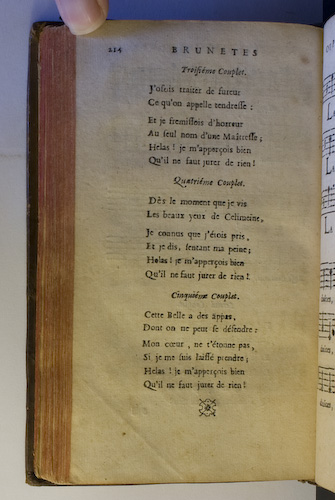 214 BRUNETES
Troisiéme Couplet.
J'osois traiter de fureur
Ce qu'on appelle tendresse ;
Et je fremissois d'horreur
Au seul nom d'une Maîtresse ;
Helas ! je m'apperçois bien
Qu'il ne faut jurer de rien !
Quatriéme Couplet.
Dès le moment que je vis
Les beaux yeux de Celimeine,
Je connus que j'étois pris,
Et je dis, sentant ma peine ;
Helas ! je m'apperçois bien
Qu'il ne faut jurer de rien !
Cinquiéme Couplet.
Cette Belle a des appas,
Dont on ne peut se défendre :
Mon cœur, ne t'étonne pas,
Si je me suis laissé prendre ;
Helas ! je m'apperçois bien
Qu'il ne faut jurer de rien !